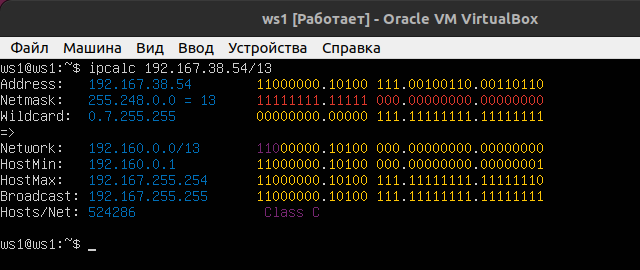 ws1 [Работает] - Oracle VM VirtualBox
Файл Машина Вид Ввод Устройства Справка
ws1@ws1:~$ ipcalc 192.167.38.54/13
Address: 192.167.38.54 11000000.10100 111.00100110.00110110
Netmask: 255.248.0.0 = 13 11111111.11111 000.00000000.00000000
Wildcard: 0.7.255.255 00000000.00000 111.11111111.11111111
=>
Network: 192.160.0.0/13 11000000.10100 000.00000000.00000000
HostMin: 192.160.0.1 11000000.10100 000.00000000.00000001
HostMax: 192.167.255.254 11000000.10100 111.11111111.11111110
Broadcast: 192.167.255.255 11000000.10100 111.11111111.11111111
Hosts/Net: 524286 Class C
ws1@ws1:~$ _